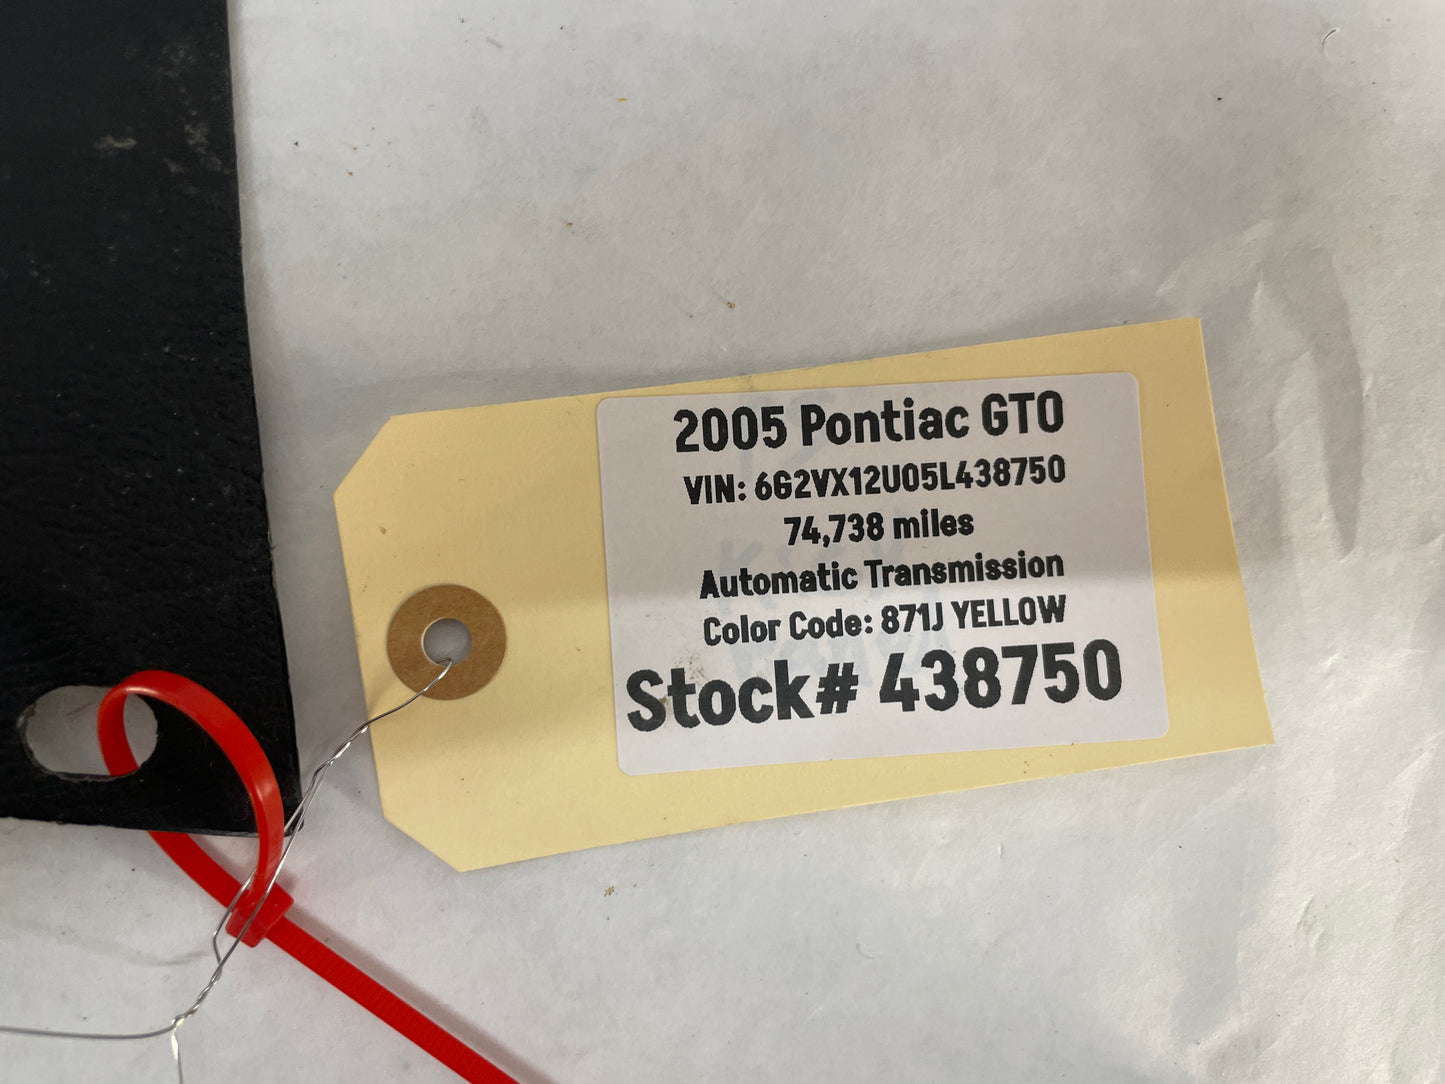 2005 Pontiac GTO
VIN: 6G2VX12U05L438750
74,738 miles
Automatic Transmission
Color Code: 871J YELLOW
Stock# 438750